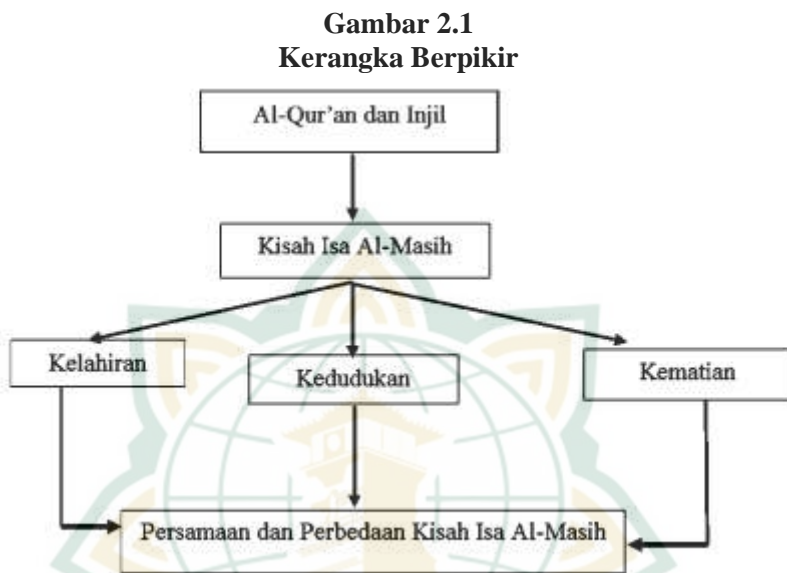 Gambar 2.1
Kerangka Berpikir
Al-Qur’an dan Injil
Kisah Isa Al-Masih
Kelahiran
Kedudukan
Kematian
Persamaan dan Perbedaan Kisah Isa Al-Masih